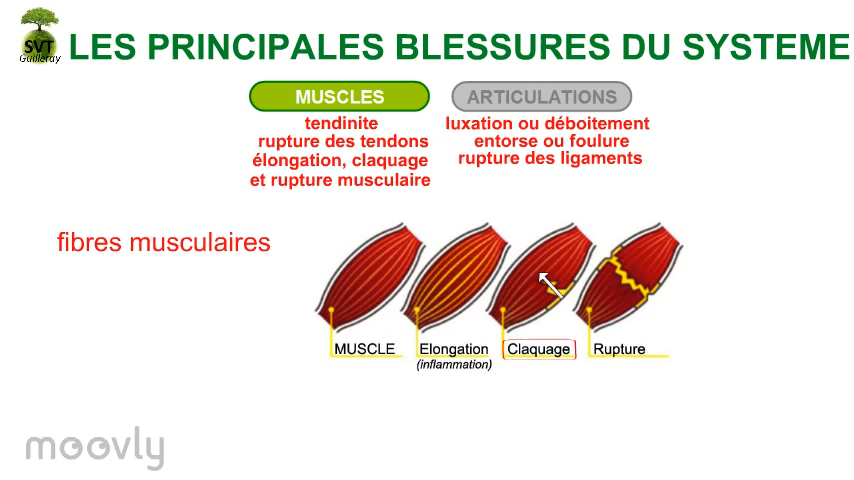 SVT
Guilleray
LES PRINCIPALES BLESSURES DU SYSTEME
MUSCLES
ARTICULATIONS
tendinite
rupture des tendons
élongation, claquage
et rupture musculaire
luxation ou déboitement
entorse ou foulure
rupture des ligaments
fibres musculaires
MUSCLE
Elongation
(inflammation)
Claquage
Rupture
moovly